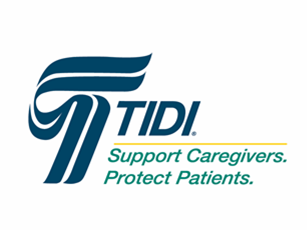 TIDI®
Support Caregivers.
Protect Patients.